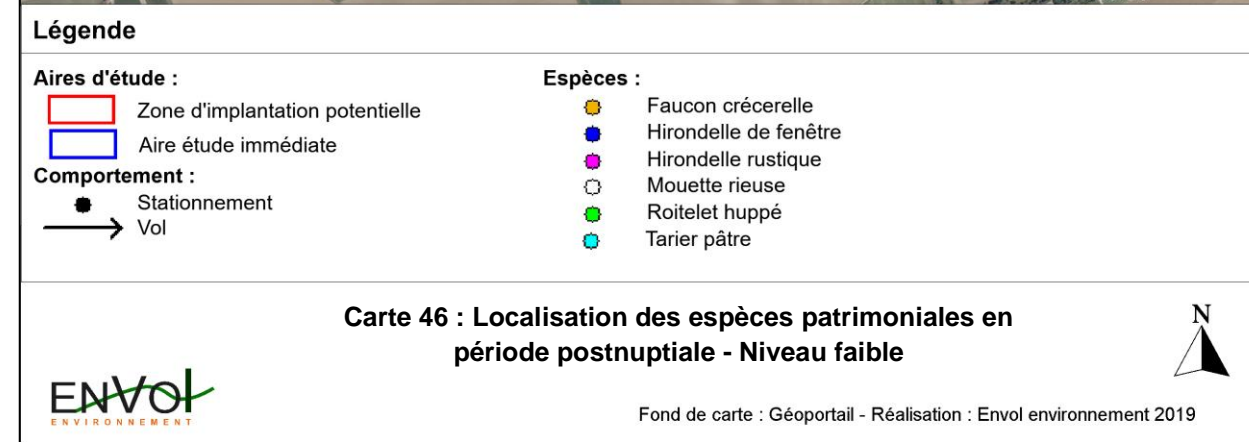 Légende
Aires d'étude :
Zone d'implantation potentielle
Aire étude immédiate
Comportement :
Stationnement
Vol
Espèces :
Faucon crécerelle
Hirondelle de fenêtre
Hirondelle rustique
Mouette rieuse
Roitelet huppé
Tarier pâtre
Carte 46 : Localisation des espèces patrimoniales en
période postnuptiale - Niveau faible
N
ENVOl
ENVIRONNEMENT
Fond de carte : Géoportail - Réalisation : Envol environnement 2019